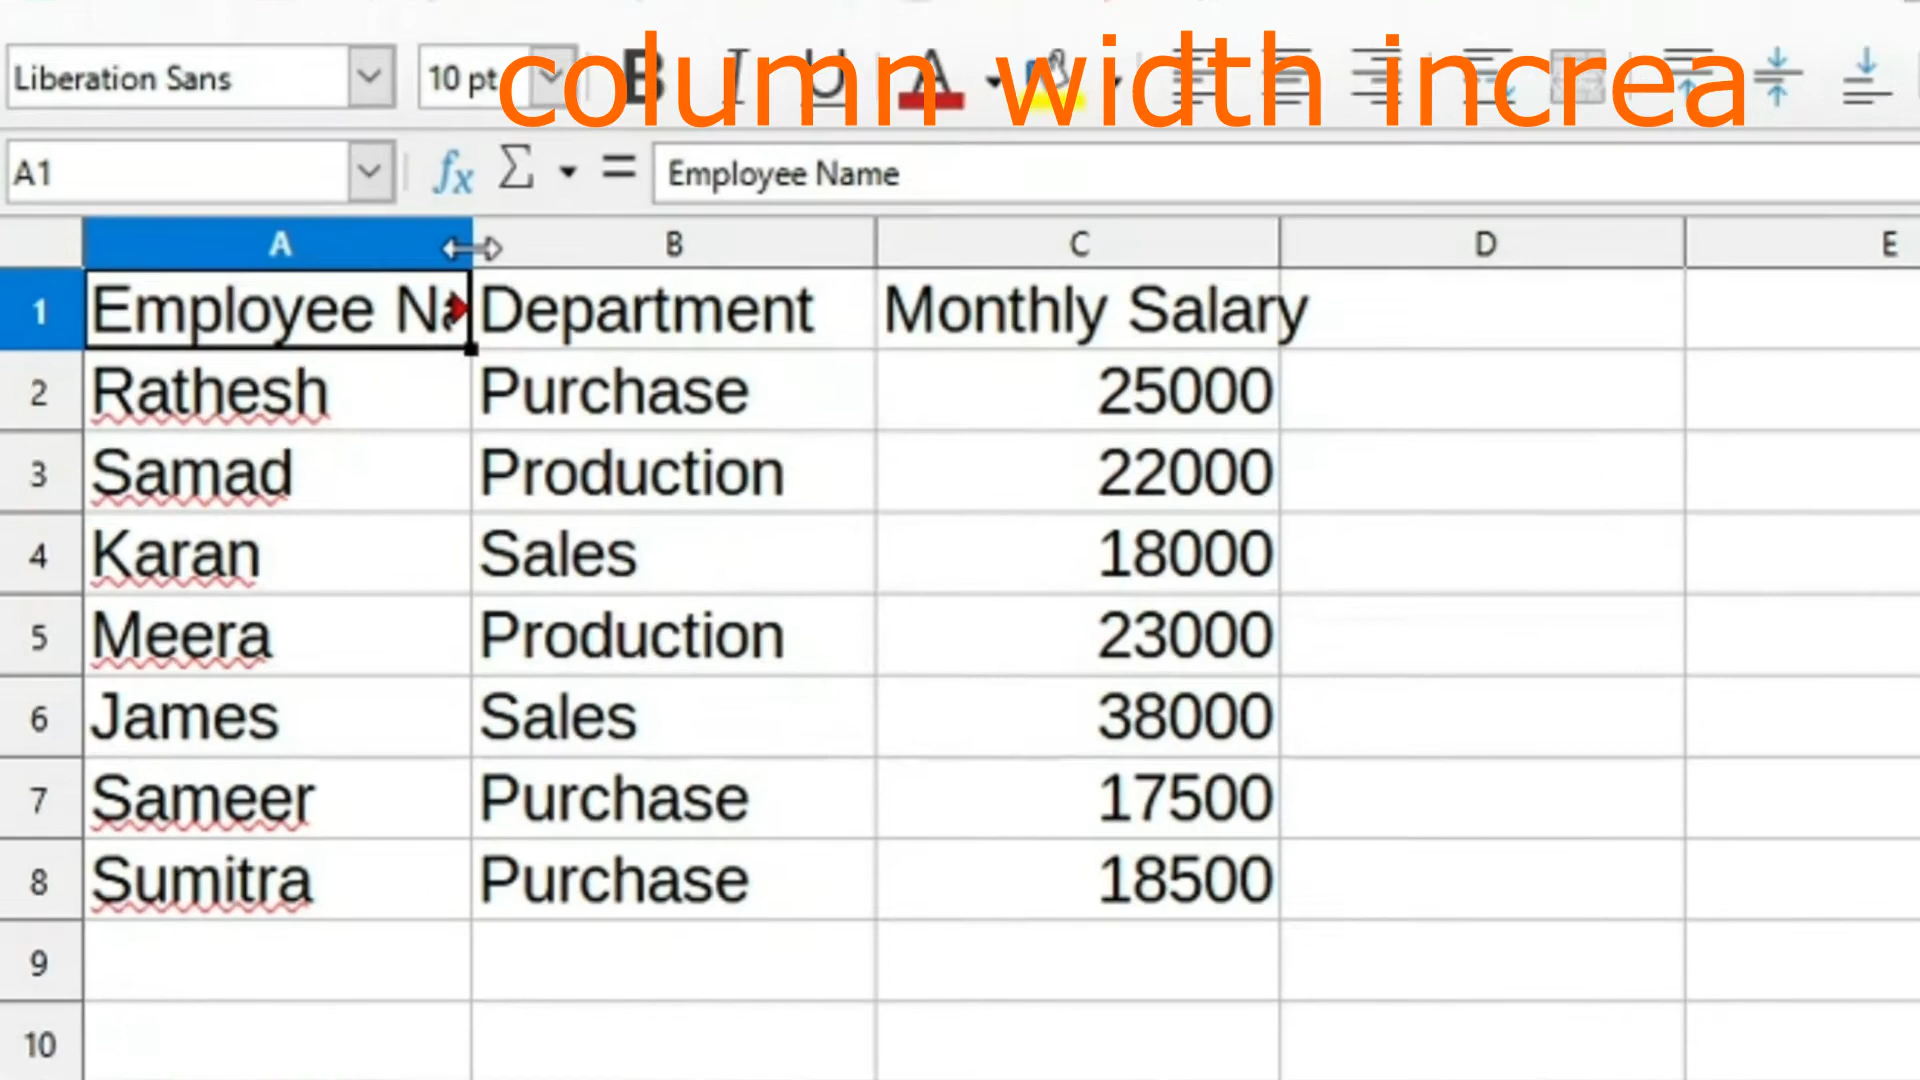 column width increa
Liberation Sans 10 pt B I U A
A1 fx Σ = Employee Name
A B C D E
1 Employee Na Department Monthly Salary
2 Rathesh Purchase 25000
3 Samad Production 22000
4 Karan Sales 18000
5 Meera Production 23000
6 James Sales 38000
7 Sameer Purchase 17500
8 Sumitra Purchase 18500
9
10